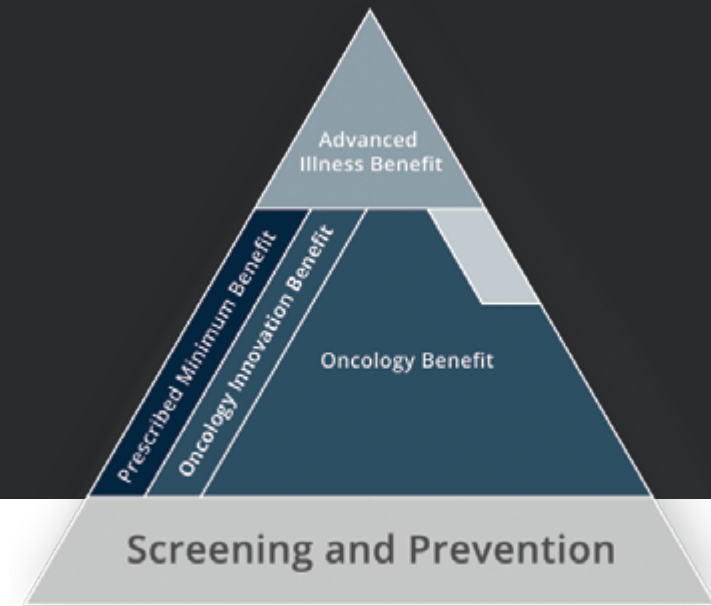 Advanced
Illness Benefit
Prescribed Minimum Benefit
Oncology Innovation Benefit
Oncology Benefit
Screening and Prevention